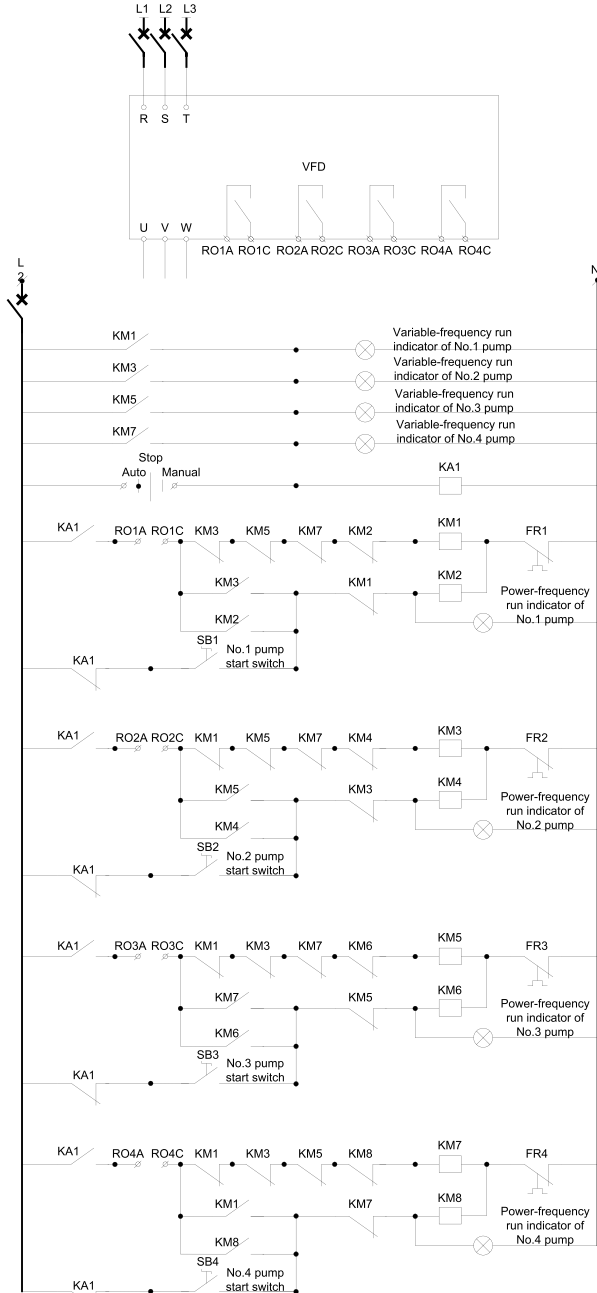 L1 L2 L3
R S T
VFD
U V W
RO1A RO1C RO2A RO2C RO3A RO3C RO4A RO4C
L
2
N
KM1
Variable-frequency run
indicator of No.1 pump
KM3
Variable-frequency run
indicator of No.2 pump
KM5
Variable-frequency run
indicator of No.3 pump
KM7
Variable-frequency run
indicator of No.4 pump
Stop
Auto Manual
KA1
KA1 RO1A RO1C KM3 KM5 KM7 KM2 KM1 FR1
KM3 KM1 KM2
Power-frequency
run indicator of
No.1 pump
KM2
SB1
No.1 pump
start switch
KA1
KA1 RO2A RO2C KM1 KM5 KM7 KM4 KM3 FR2
KM5 KM3 KM4
Power-frequency
run indicator of
No.2 pump
KM4
SB2
No.2 pump
start switch
KA1
KA1 RO3A RO3C KM1 KM3 KM7 KM6 KM5 FR3
KM7 KM5 KM6
Power-frequency
run indicator of
No.3 pump
KM6
SB3
No.3 pump
start switch
KA1
KA1 RO4A RO4C KM1 KM3 KM5 KM8 KM7 FR4
KM1 KM7 KM8
Power-frequency
run indicator of
No.4 pump
KM8
SB4
No.4 pump
start switch
KA1